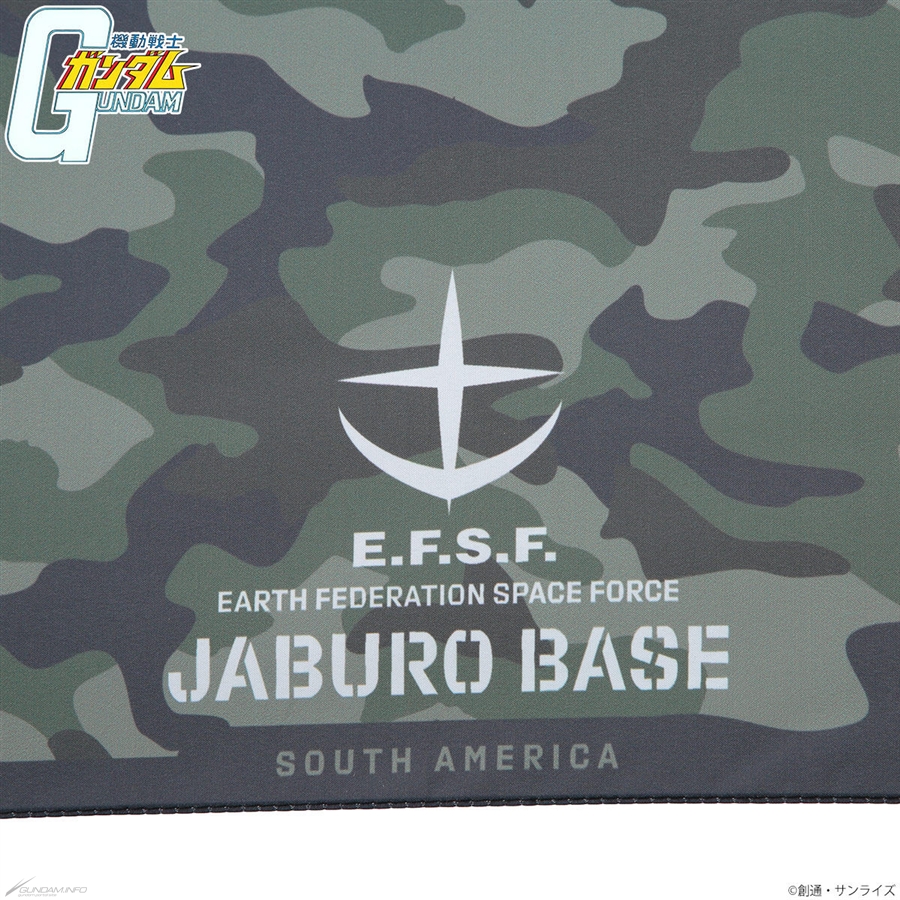 機動戦士
ガンダム
GUNDAM
E.F.S.F.
EARTH FEDERATION SPACE FORCE
JABURO BASE
SOUTH AMERICA
GUNDAM.INFO
©創通・サンライズ